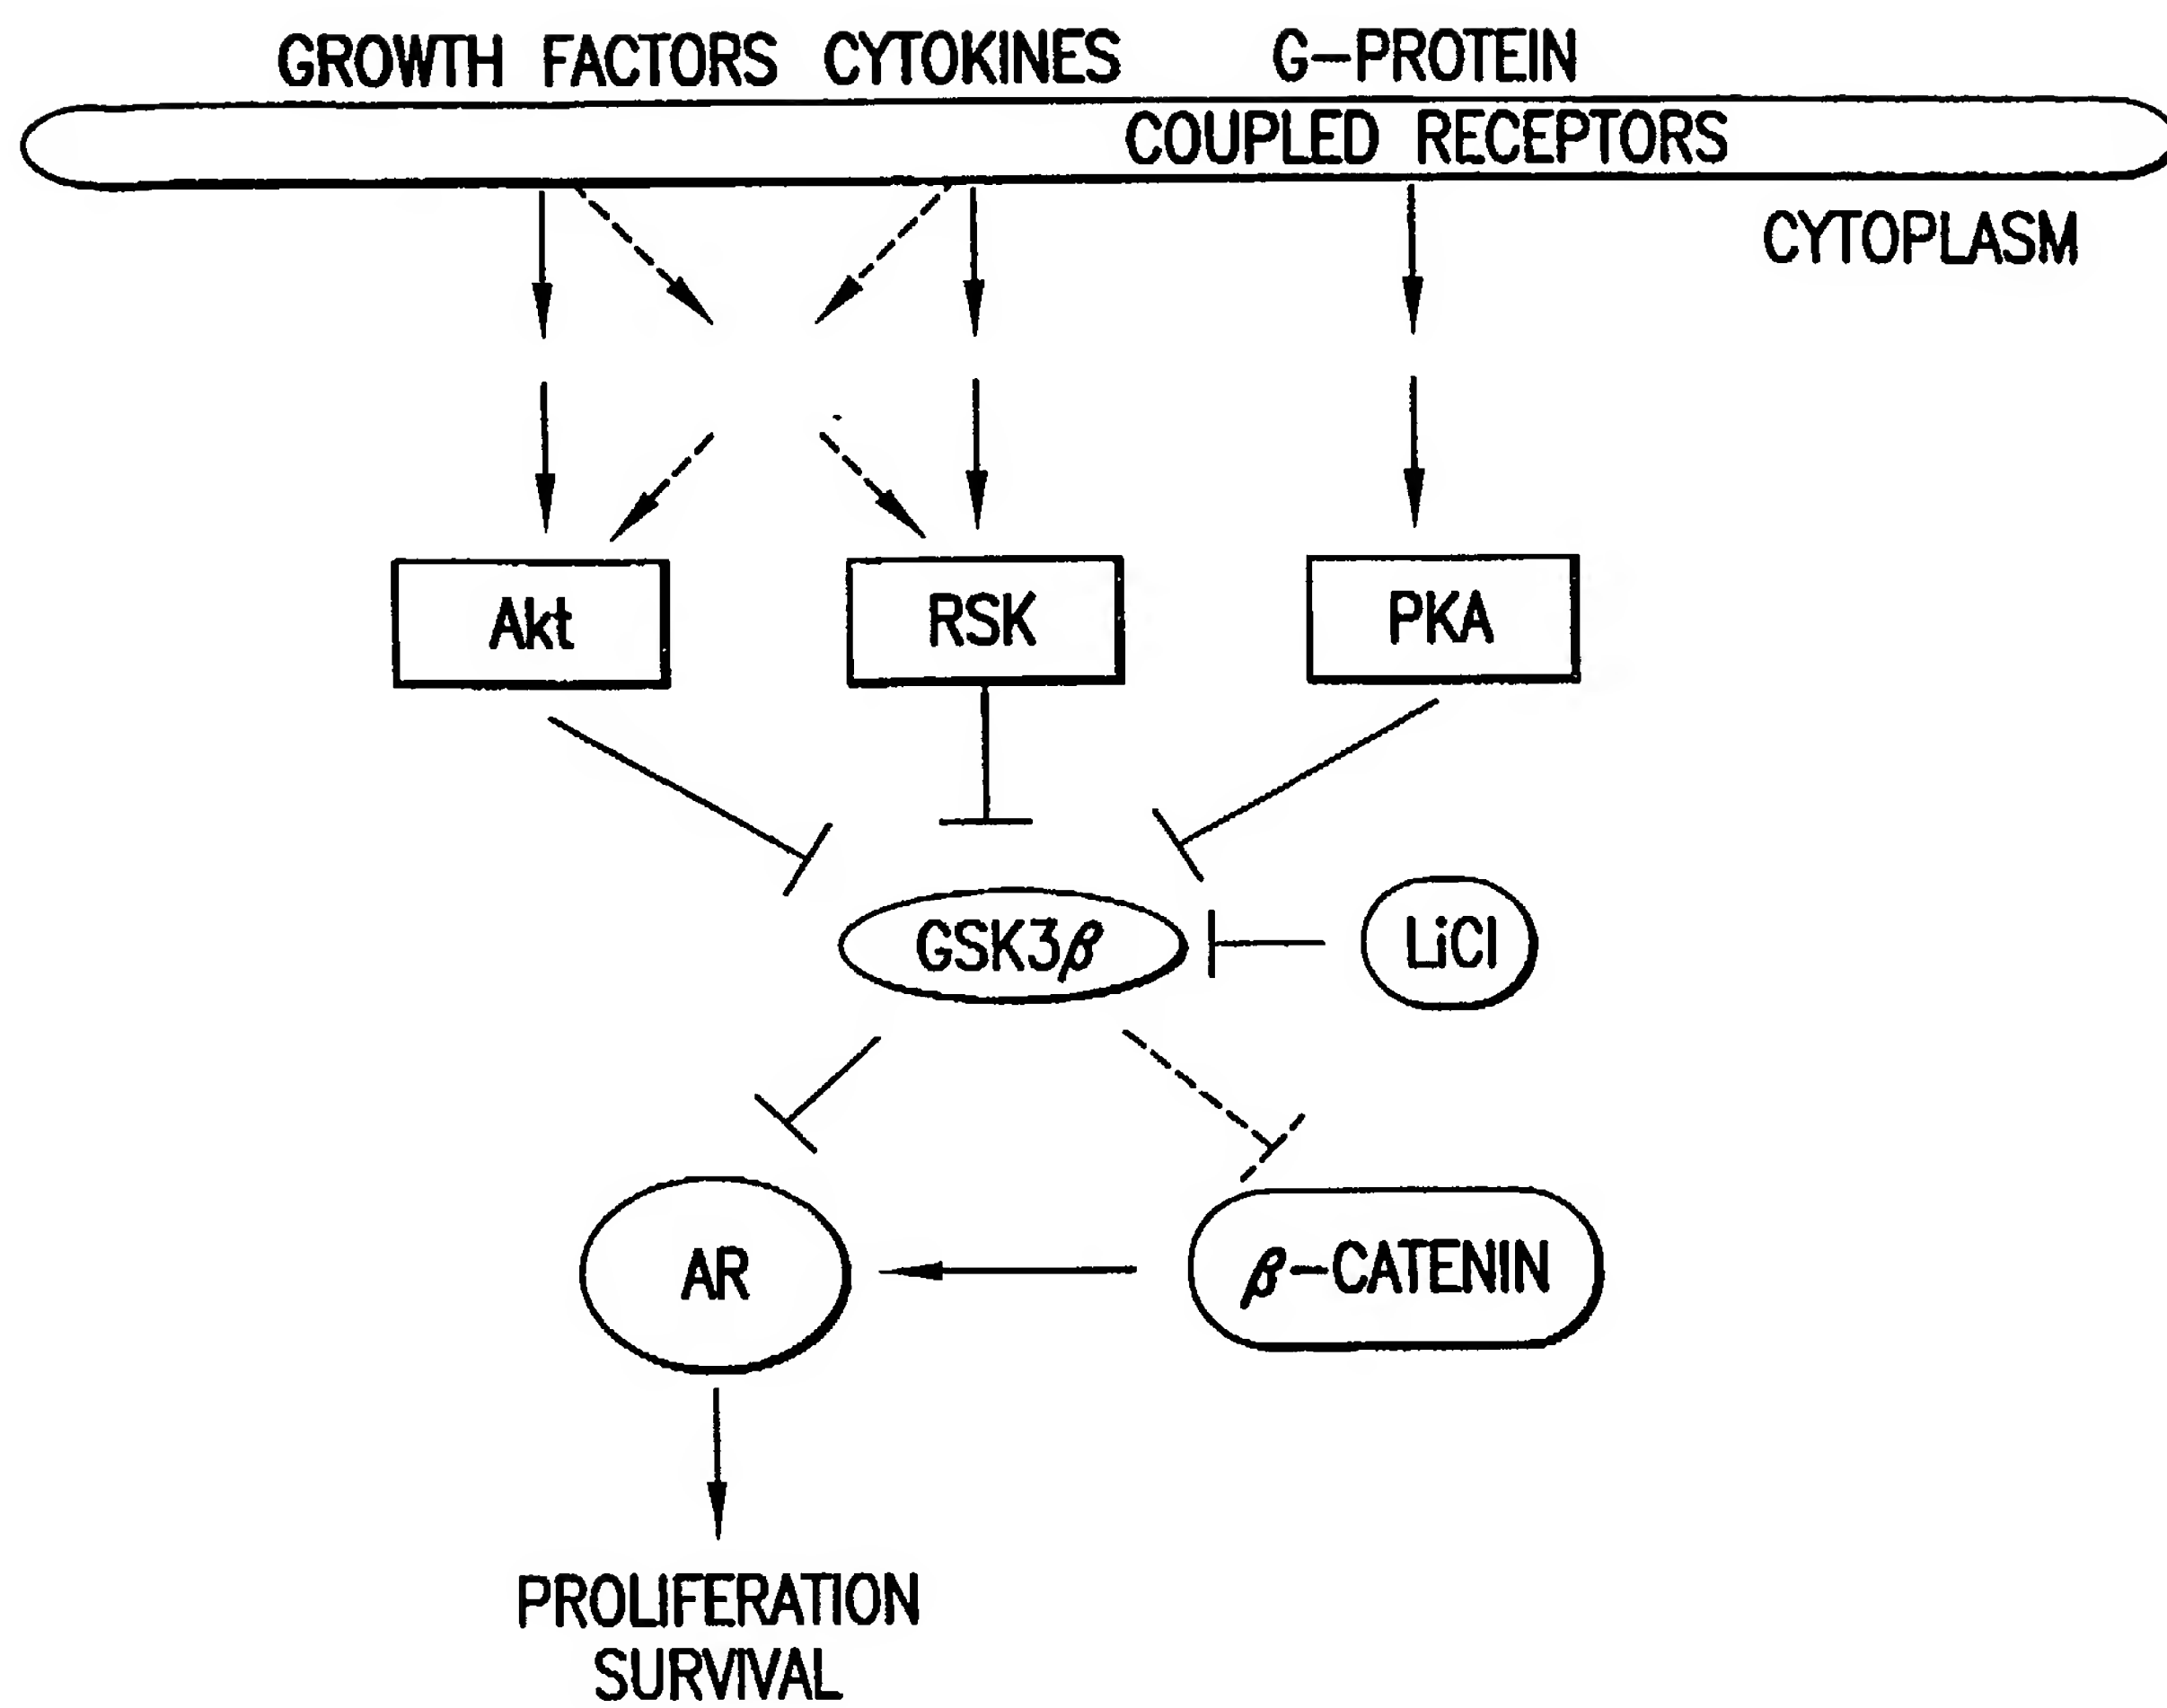 GROWTH FACTORS CYTOKINES G-PROTEIN
COUPLED RECEPTORS
CYTOPLASM
Akt
RSK
PKA
GSK3β
LiCl
AR
β-CATENIN
PROLIFERATION
SURVIVAL